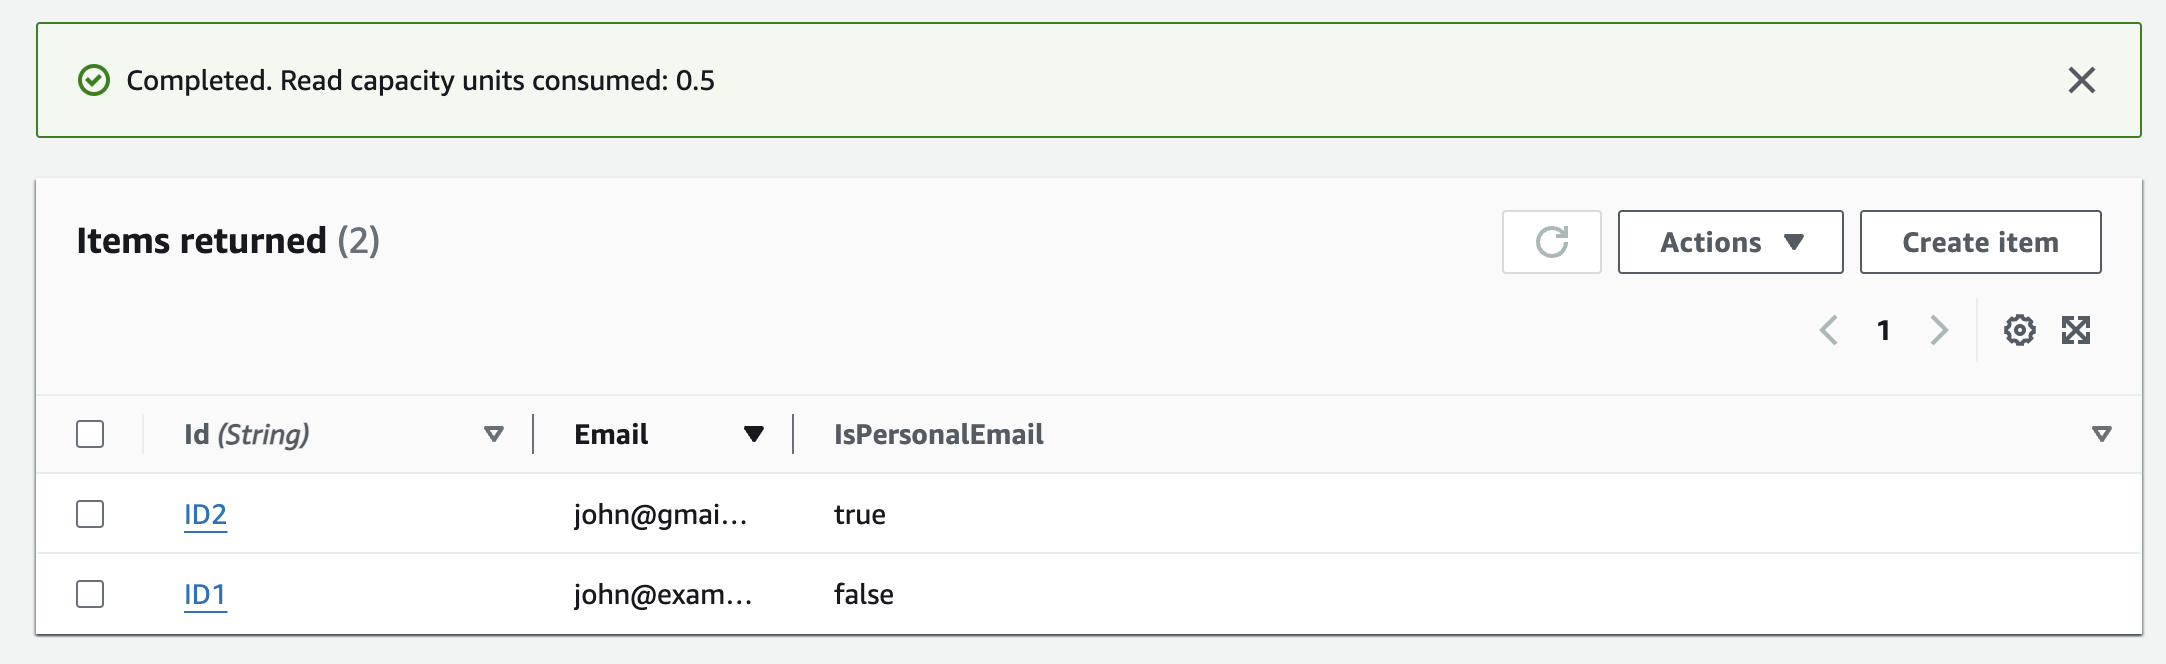 Completed. Read capacity units consumed: 0.5
Items returned (2)
Actions
Create item
1
Id (String) Email IsPersonalEmail
ID2 john@gmai... true
ID1 john@exam... false